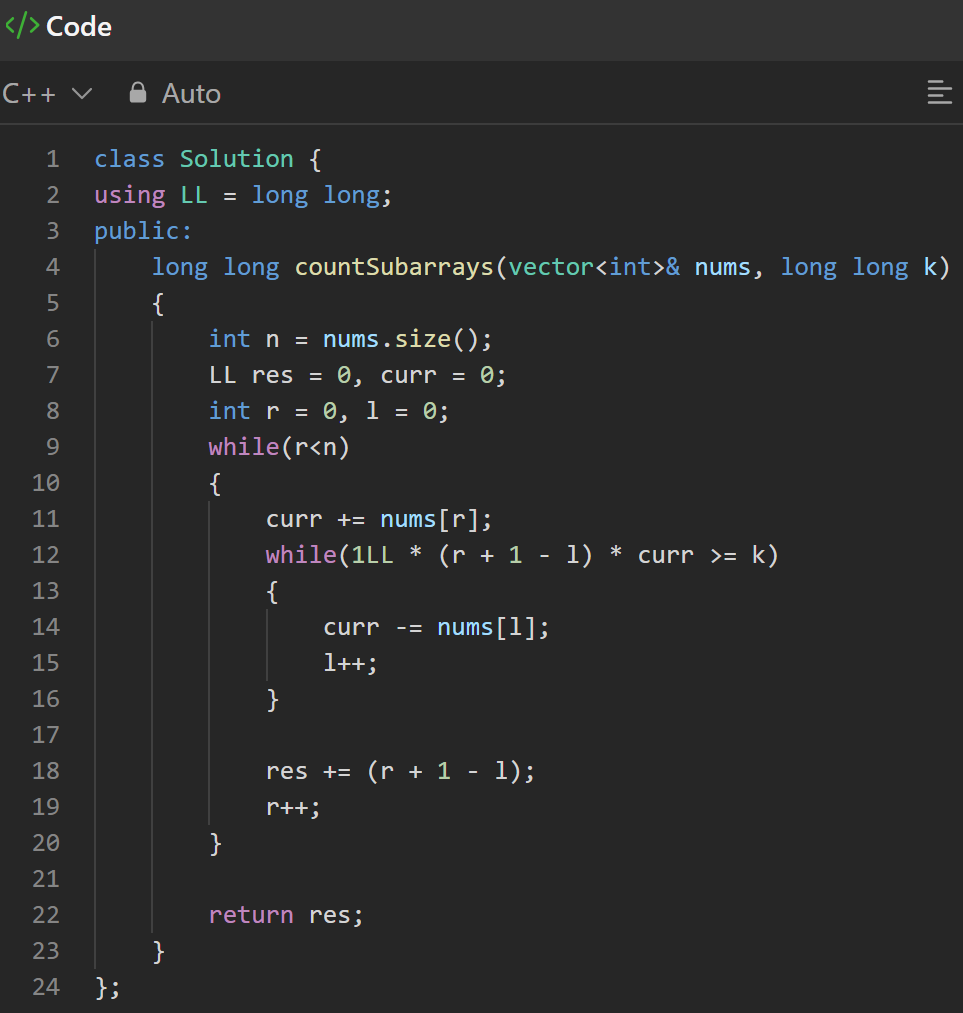 </> Code
C++ Auto
1 class Solution {
2 using LL = long long;
3 public:
4     long long countSubarrays(vector<int>& nums, long long k)
5     {
6         int n = nums.size();
7         LL res = 0, curr = 0;
8         int r = 0, l = 0;
9         while(r<n)
10         {
11             curr += nums[r];
12             while(1LL * (r + 1 - l) * curr >= k)
13             {
14                 curr -= nums[l];
15                 l++;
16             }
17
18             res += (r + 1 - l);
19             r++;
20         }
21
22         return res;
23     }
24 };